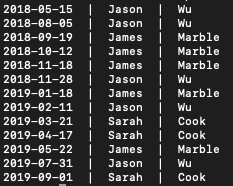 2018-05-15 | Jason | Wu
2018-08-05 | Jason | Wu
2018-09-19 | James | Marble
2018-10-12 | James | Marble
2018-11-18 | James | Marble
2018-11-28 | Jason | Wu
2019-01-18 | James | Marble
2019-02-11 | Jason | Wu
2019-03-21 | Sarah | Cook
2019-04-17 | Sarah | Cook
2019-05-22 | James | Marble
2019-07-31 | Jason | Wu
2019-09-01 | Sarah | Cook